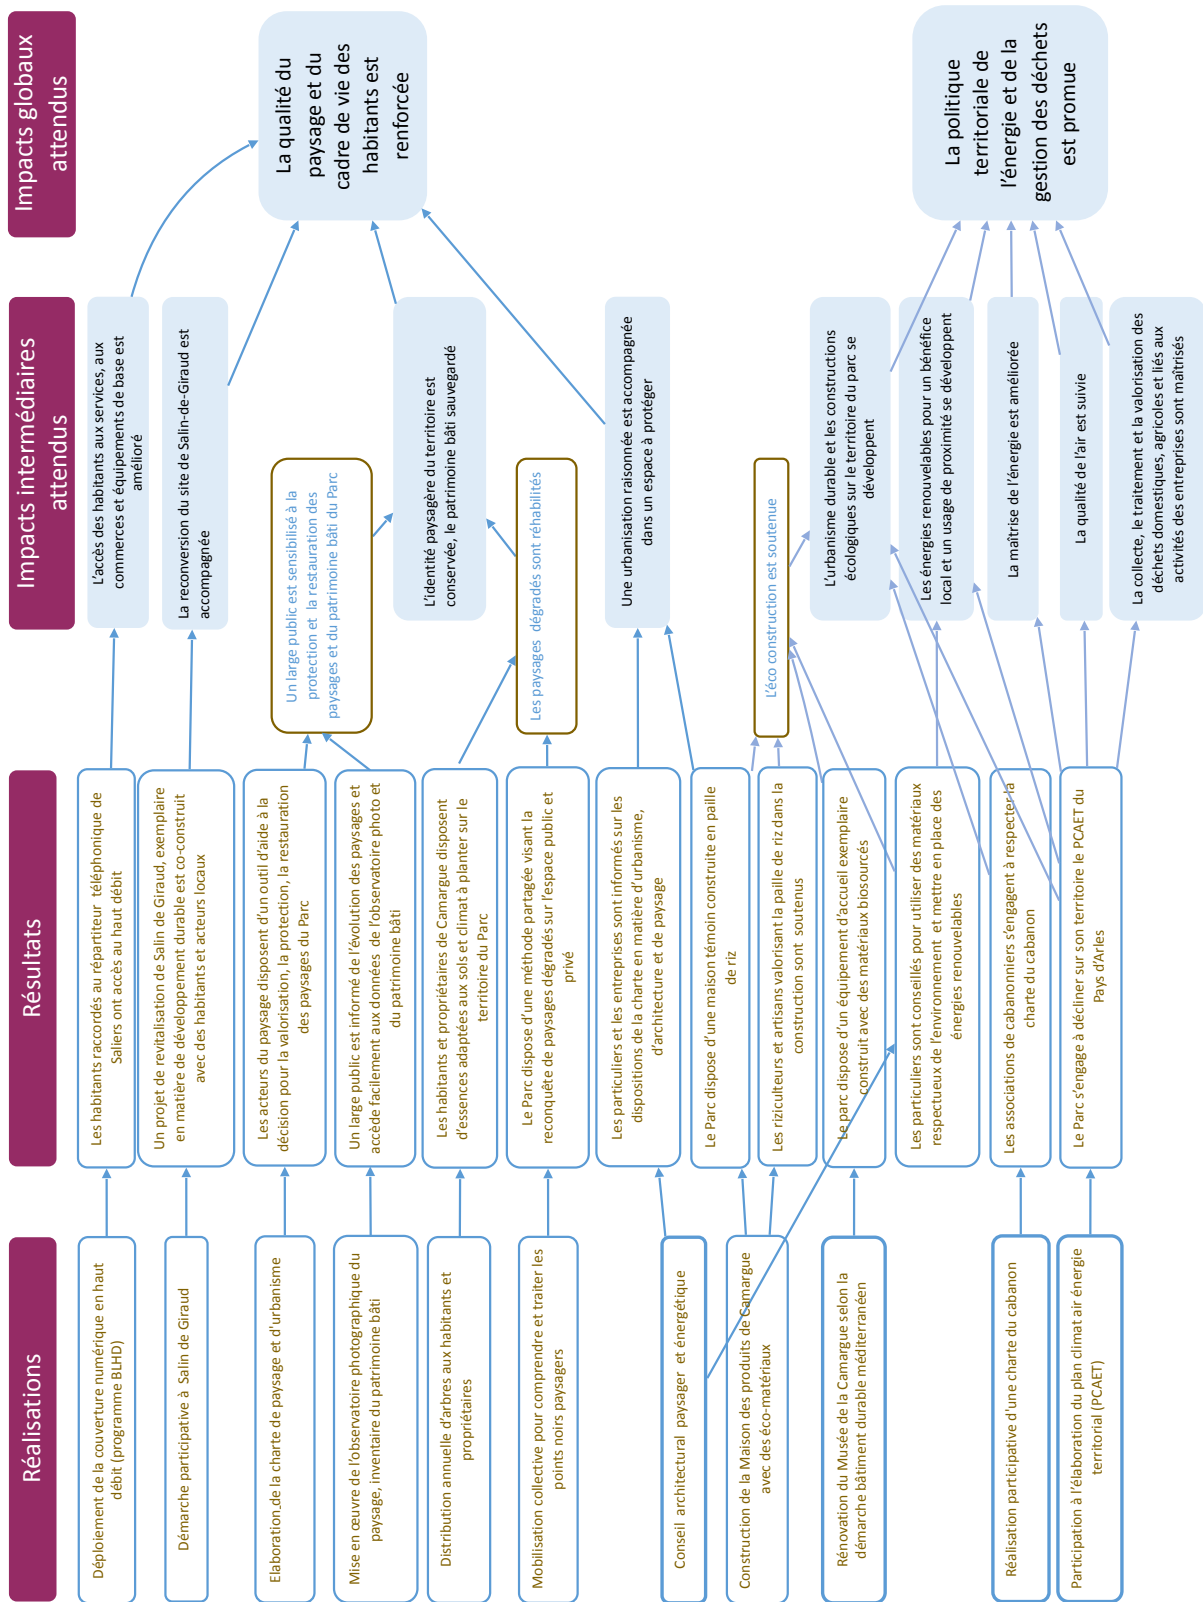 Réalisations
Résultats
Impacts intermédiaires
attendus
Impacts globaux
attendus
Déploiement de la couverture numérique en haut
débit (programme BLHD)
Démarche participative à Salin de Giraud
Elaboration de la charte de paysage et d'urbanisme
Mise en œuvre de l'observatoire photographique du
paysage, inventaire du patrimoine bâti
Distribution annuelle d'arbres aux habitants et
propriétaires
Mobilisation collective pour comprendre et traiter les
points noirs paysagers
Conseil architectural paysager et énergétique
Construction de la Maison des produits de Camargue
avec des éco-matériaux
Rénovation du Musée de la Camargue selon la
démarche bâtiment durable méditerranéen
Réalisation participative d'une charte du cabanon
Participation à l'élaboration du plan climat air énergie
territorial (PCAET)
Les habitants raccordés au répartiteur téléphonique de
Saliers ont accès au haut débit
Un projet de revitalisation de Salin de Giraud, exemplaire
en matière de développement durable est co-construit
avec des habitants et acteurs locaux
Les acteurs du paysage disposent d'un outil d'aide à la
décision pour la valorisation, la protection, la restauration
des paysages du Parc
Un large public est informé de l'évolution des paysages et
accède facilement aux données de l'observatoire photo et
du patrimoine bâti
Les habitants et propriétaires de Camargue disposent
d'essences adaptées aux sols et climat à planter sur le
territoire du Parc
Le Parc dispose d'une méthode partagée visant la
reconquête de paysages dégradés sur l'espace public et
privé
Les particuliers et les entreprises sont informés sur les
dispositions de la charte en matière d'urbanisme,
d'architecture et de paysage
Le Parc dispose d'une maison témoin construite en paille
de riz
Les riziculteurs et artisans valorisant la paille de riz dans la
construction sont soutenus
Le parc dispose d'un équipement d'accueil exemplaire
construit avec des matériaux biosourcés
Les particuliers sont conseillés pour utiliser des matériaux
respectueux de l'environnement et mettre en place des
énergies renouvelables
Les associations de cabanonniers s'engagent à respecter la
charte du cabanon
Le Parc s'engage à décliner sur son territoire le PCAET du
Pays d'Arles
L'accès des habitants aux services, aux
commerces et équipements de base est
amélioré
La reconversion du site de Salin-de-Giraud est
accompagnée
Un large public est sensibilisé à la
protection et la restauration des
paysages et du patrimoine bâti du Parc
L'identité paysagère du territoire est
conservée, le patrimoine bâti sauvegardé
Les paysages dégradés sont réhabilités
Une urbanisation raisonnée est accompagnée
dans un espace à protéger
L'éco construction est soutenue
L'urbanisme durable et les constructions
écologiques sur le territoire du parc se
développent
Les énergies renouvelables pour un bénéfice
local et un usage de proximité se développent
La maîtrise de l'énergie est améliorée
La qualité de l'air est suivie
La collecte, le traitement et la valorisation des
déchets domestiques, agricoles et liés aux
activités des entreprises sont maîtrisés
La qualité du
paysage et du
cadre de vie des
habitants est
renforcée
La politique
territoriale de
l'énergie et de la
gestion des déchets
est promue